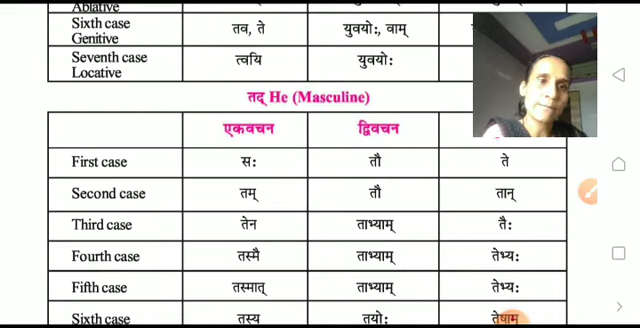 Ablative
Sixth case Genitive तव, ते युवयोः, वाम्
Seventh case Locative त्वयि युवयोः
तद् He (Masculine)
एकवचन द्विवचन
First case सः तौ ते
Second case तम् तौ तान्
Third case तेन ताभ्याम् तैः
Fourth case तस्मै ताभ्याम् तेभ्यः
Fifth case तस्मात् ताभ्याम् तेभ्यः
Sixth case तस्य तयोः तेषाम्